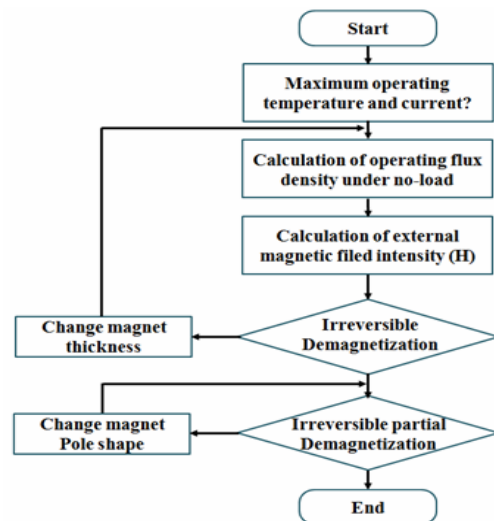 Start
Maximum operating
temperature and current?
Calculation of operating flux
density under no-load
Calculation of external
magnetic filed intensity (H)
Change magnet
thickness
Irreversible
Demagnetization
Change magnet
Pole shape
Irreversible partial
Demagnetization
End